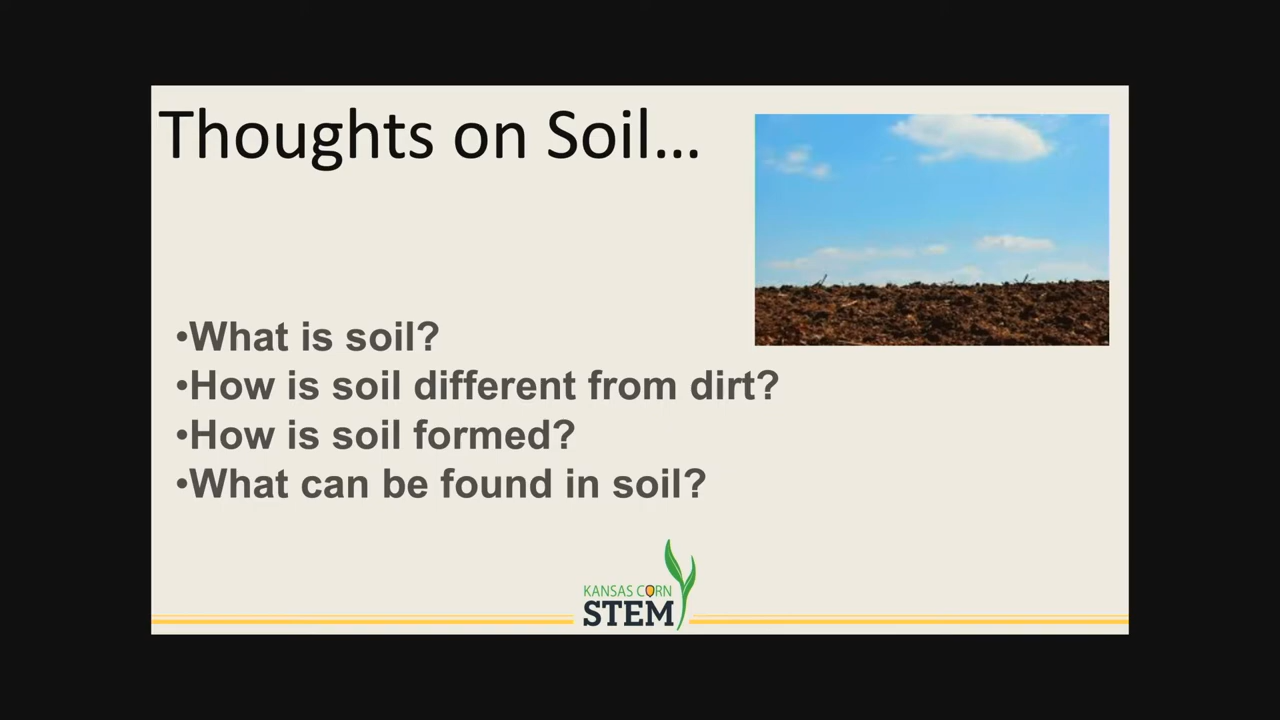 Thoughts on Soil...
•What is soil?
•How is soil different from dirt?
•How is soil formed?
•What can be found in soil?
KANSAS CORN
STEM